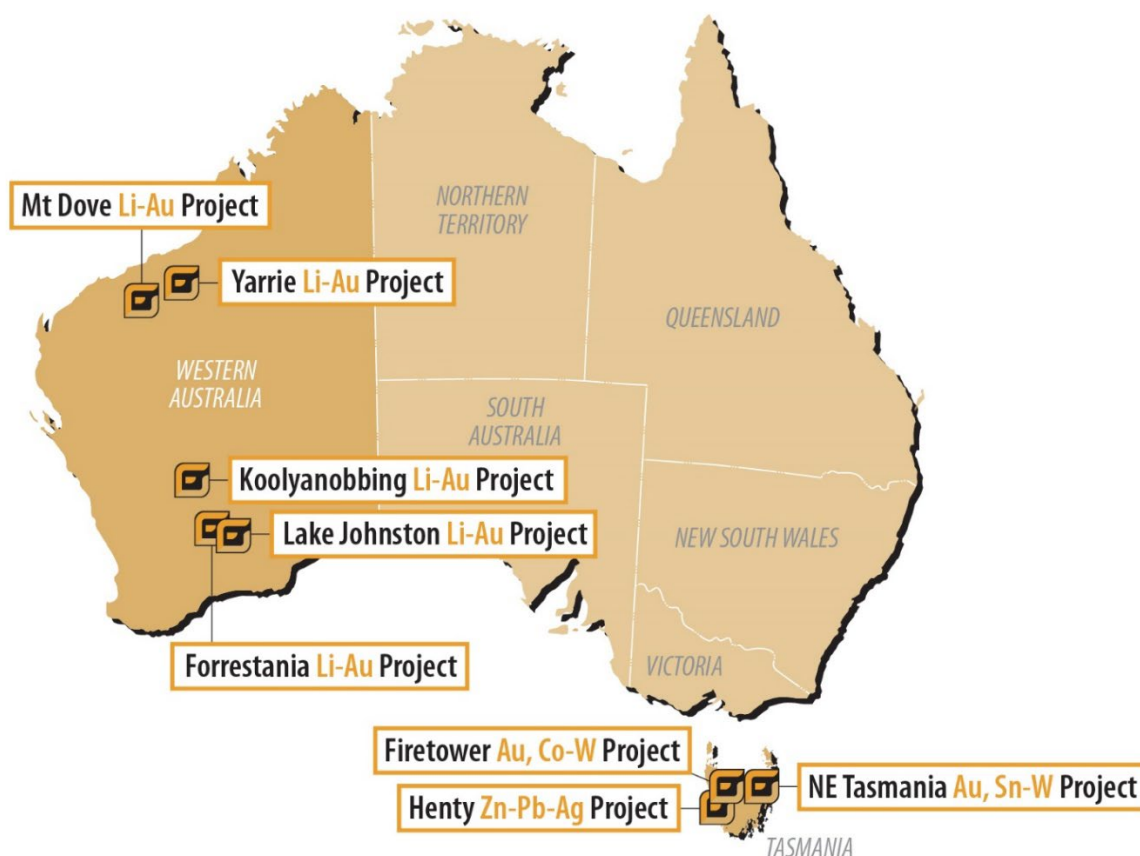 NORTHERN
TERRITORY
Mt Dove Li-Au Project
Yarrie Li-Au Project
QUEENSLAND
WESTERN
AUSTRALIA
SOUTH
AUSTRALIA
Koolyanobbing Li-Au Project
Lake Johnston Li-Au Project
NEW SOUTH WALES
Forrestania Li-Au Project
VICTORIA
Firetower Au, Co-W Project
NE Tasmania Au, Sn-W Project
Henty Zn-Pb-Ag Project
TASMANIA